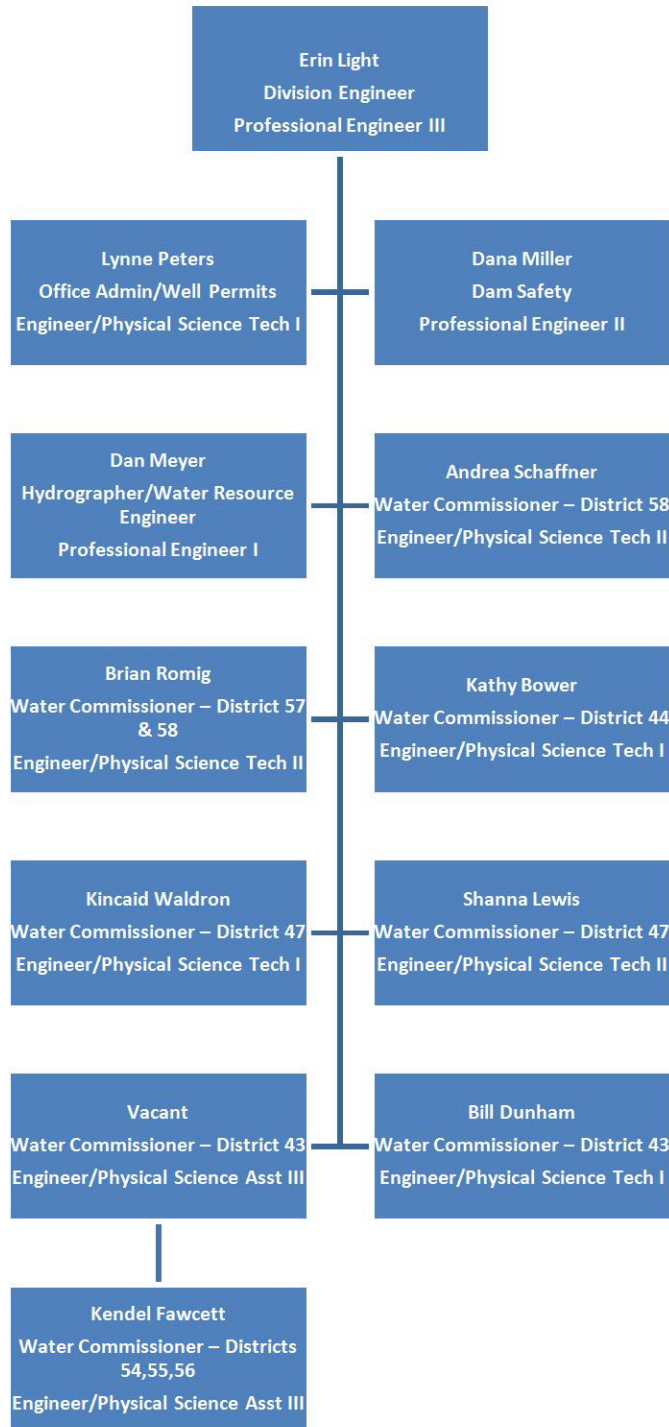 Erin Light
Division Engineer
Professional Engineer III
Lynne Peters
Office Admin/Well Permits
Engineer/Physical Science Tech I
Dana Miller
Dam Safety
Professional Engineer II
Dan Meyer
Hydrographer/Water Resource
Engineer
Professional Engineer I
Andrea Schaffner
Water Commissioner – District 58
Engineer/Physical Science Tech II
Brian Romig
Water Commissioner – District 57
& 58
Engineer/Physical Science Tech II
Kathy Bower
Water Commissioner – District 44
Engineer/Physical Science Tech I
Kincaid Waldron
Water Commissioner – District 47
Engineer/Physical Science Tech I
Shanna Lewis
Water Commissioner – District 47
Engineer/Physical Science Tech II
Vacant
Water Commissioner – District 43
Engineer/Physical Science Asst III
Bill Dunham
Water Commissioner – District 43
Engineer/Physical Science Tech I
Kendel Fawcett
Water Commissioner – Districts
54,55,56
Engineer/Physical Science Asst III